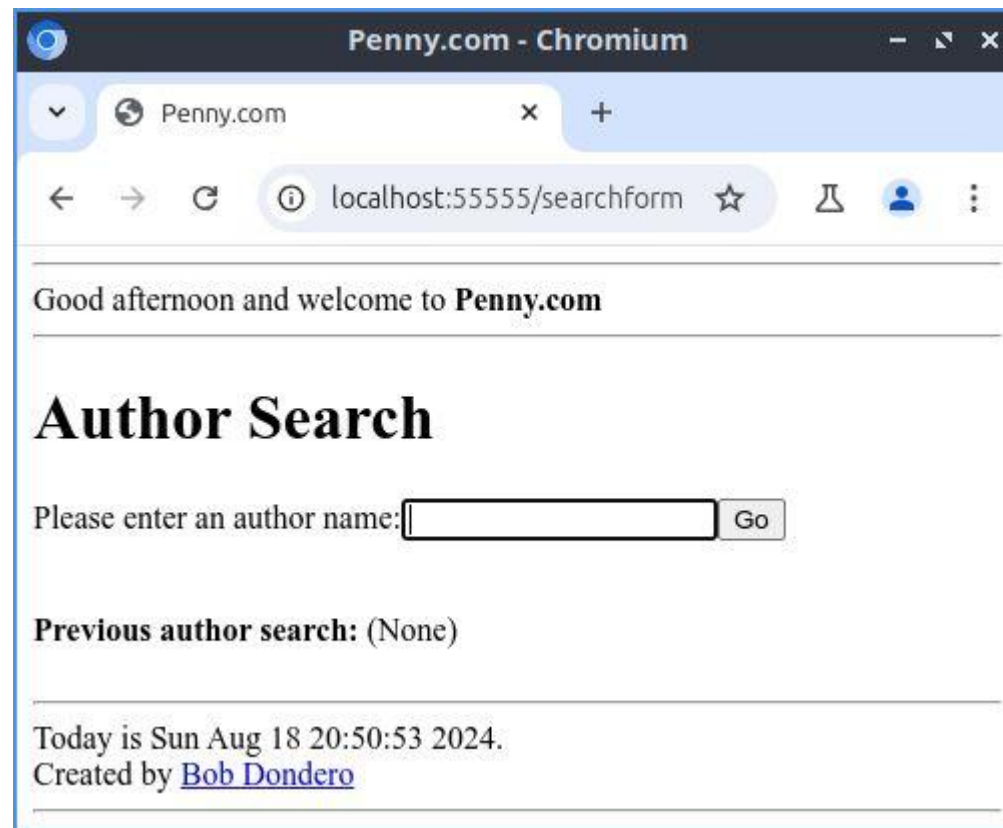 Penny.com - Chromium
Penny.com
localhost:55555/searchform
Good afternoon and welcome to Penny.com
Author Search
Please enter an author name: Go
Previous author search: (None)
Today is Sun Aug 18 20:50:53 2024.
Created by Bob Dondero